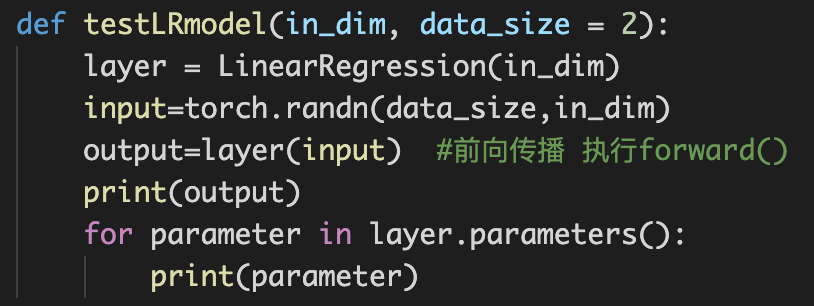 def testLRmodel(in_dim, data_size = 2):
    layer = LinearRegression(in_dim)
    input=torch.randn(data_size,in_dim)
    output=layer(input)  #前向传播 执行forward()
    print(output)
    for parameter in layer.parameters():
        print(parameter)